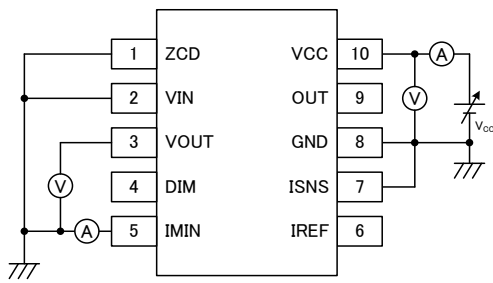 1 ZCD VCC 10 A
2 VIN OUT 9 V VCC
3 VOUT GND 8
V 4 DIM ISNS 7
A 5 IMIN IREF 6